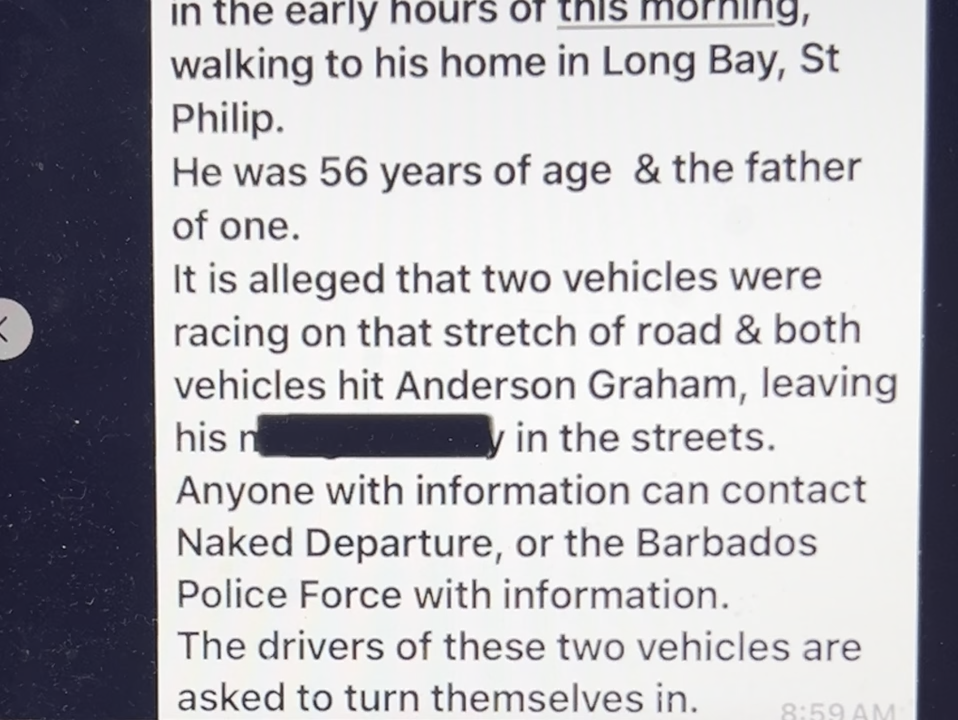 in the early hours of this morning,
walking to his home in Long Bay, St
Philip.
He was 56 years of age & the father
of one.
It is alleged that two vehicles were
racing on that stretch of road & both
vehicles hit Anderson Graham, leaving
his in the streets.
Anyone with information can contact
Naked Departure, or the Barbados
Police Force with information.
The drivers of these two vehicles are
asked to turn themselves in.
8:59 AM